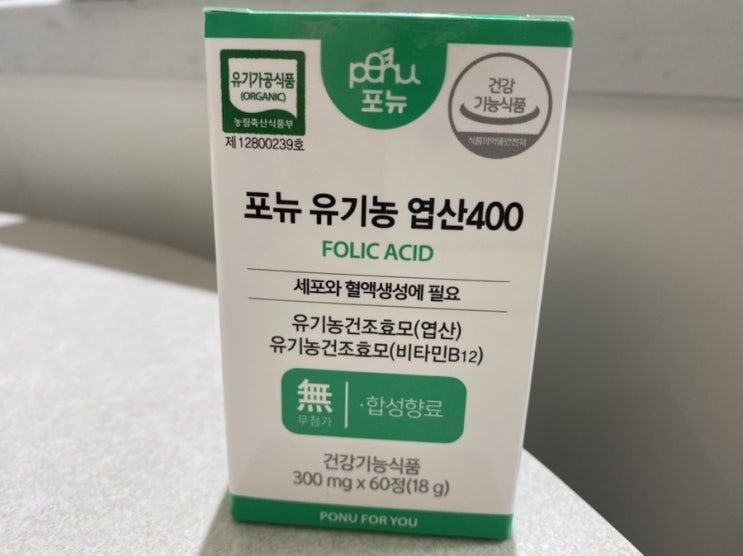 유기가공식품
(ORGANIC)
농림축산식품부
제 12800239호
ponu
포뉴
건강
기능식품
식품의약품안전처
포뉴 유기농 엽산400
FOLIC ACID
세포와 혈액생성에 필요
유기농건조효모(엽산)
유기농건조효모(비타민B12)
無
무첨가
·합성향료
건강기능식품
300 mg x 60정(18 g)
PONU FOR YOU